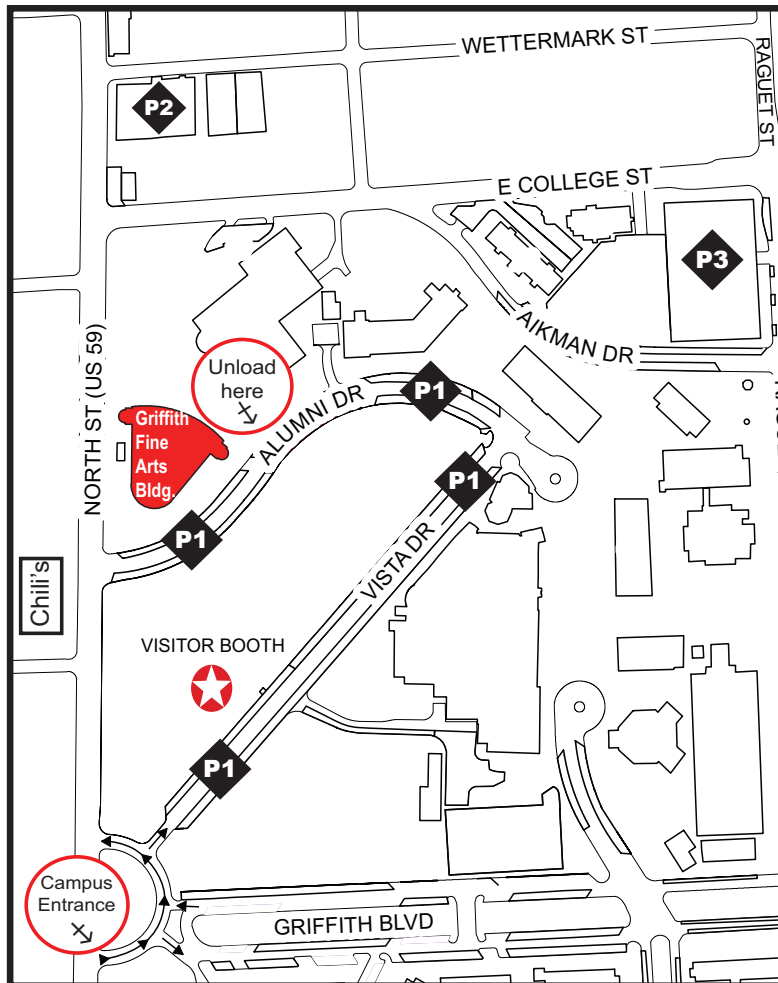 WETTERMARK ST
RAGUET ST
P2
E COLLEGE ST
P3
AIKMAN DR
NORTH ST (US 59)
Unload
here
P1
ALUMNI DR
Griffith
Fine
Arts
Bldg.
P1
P1
VISTA DR
Chili's
VISITOR BOOTH
P1
Campus
Entrance
GRIFFITH BLVD